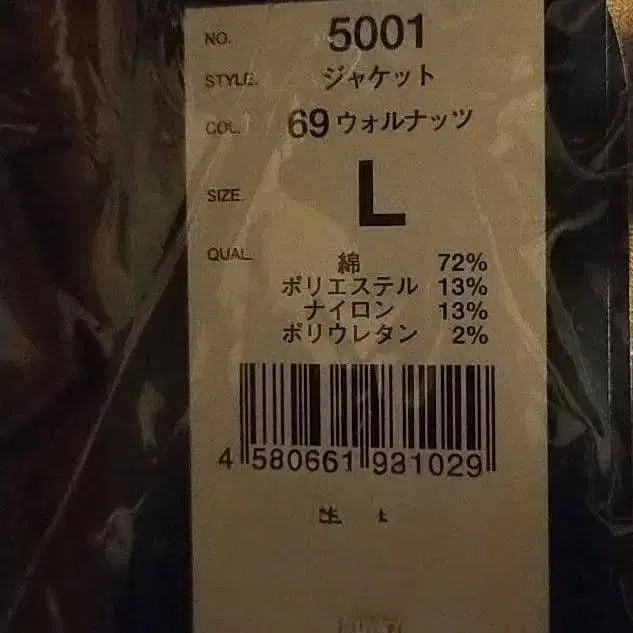 NO. 5001
STYLE. ジャケット
COL. 69 ウォルナッツ
SIZE. L
QUAL. 綿 72%
ポリエステル 13%
ナイロン 13%
ポリウレタン 2%
4 580661 931029